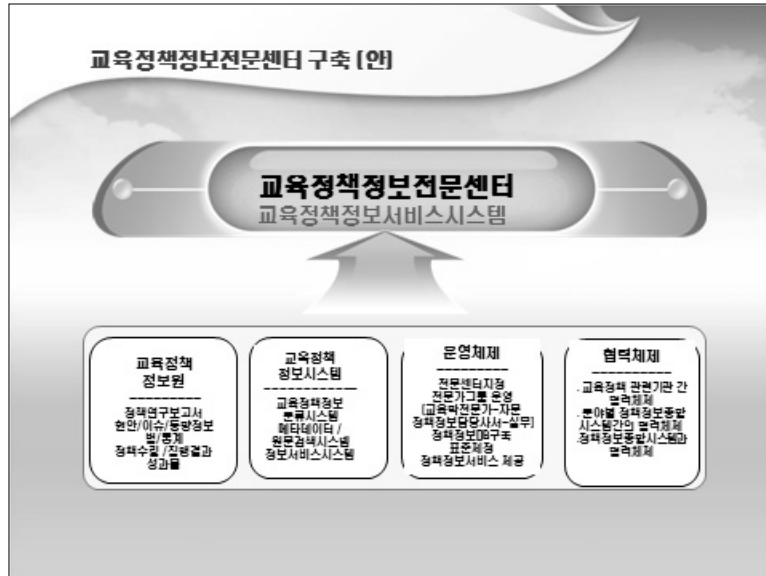 교육정책정보전문센터 구축 (안)
교육정책정보전문센터
교육정책정보서비스시스템
교육정책
정보원
----------
정책연구보고서
현안/이슈/동향정보
법/통계
정책수립 /집행결과
성과물
교육정책
정보시스템
------------
교육정책정보
분류시스템
메타데이터 /
원문검색시스템
정보서비스시스템
운영체제
----------
전문센터지정
전문가그룹 운영
정책정보담당사서-실무]
정책정보DB구축
표준제정
정책정보서비스 제공
협력체제
----------
. 교육정책 관련기관 간
협력체제
. 분야별 정책정보종합
시스템간의 협력체제
.정책정보종합시스템과
협력체제